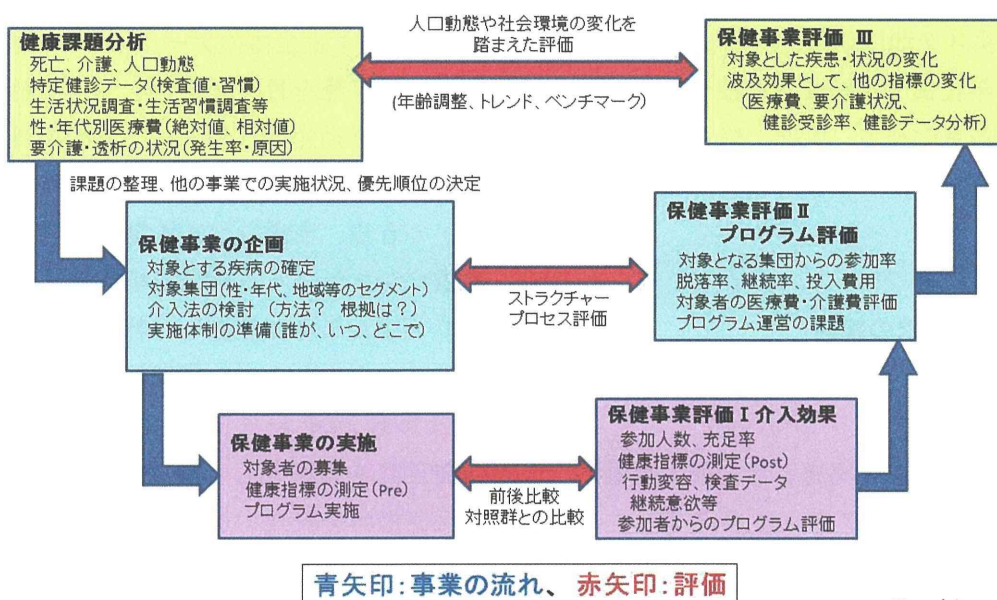 健康課題分析
死亡、介護、人口動態
特定健診データ(検査値・習慣)
生活状況調査・生活習慣調査等
性・年代別医療費(絶対値、相対値)
要介護・透析の状況(発生率・原因)
人口動態や社会環境の変化を
踏まえた評価
(年齢調整、トレンド、ベンチマーク)
保健事業評価 Ⅲ
対象とした疾患・状況の変化
波及効果として、他の指標の変化
(医療費、要介護状況、
健診受診率、健診データ分析)
課題の整理、他の事業での実施状況、優先順位の決定
保健事業の企画
対象とする疾病の確定
対象集団(性・年代、地域等のセグメント)
介入法の検討 (方法? 根拠は?)
実施体制の準備(誰が、いつ、どこで)
ストラクチャー
プロセス評価
保健事業評価Ⅱ
プログラム評価
対象となる集団からの参加率
脱落率、継続率、投入費用
対象者の医療費・介護費評価
プログラム運営の課題
保健事業の実施
対象者の募集
健康指標の測定(Pre)
プログラム実施
前後比較
対照群との比較
保健事業評価Ⅰ介入効果
参加人数、充足率
健康指標の測定(Post)
行動変容、検査データ
継続意欲等
参加者からのプログラム評価
青矢印:事業の流れ、赤矢印:評価